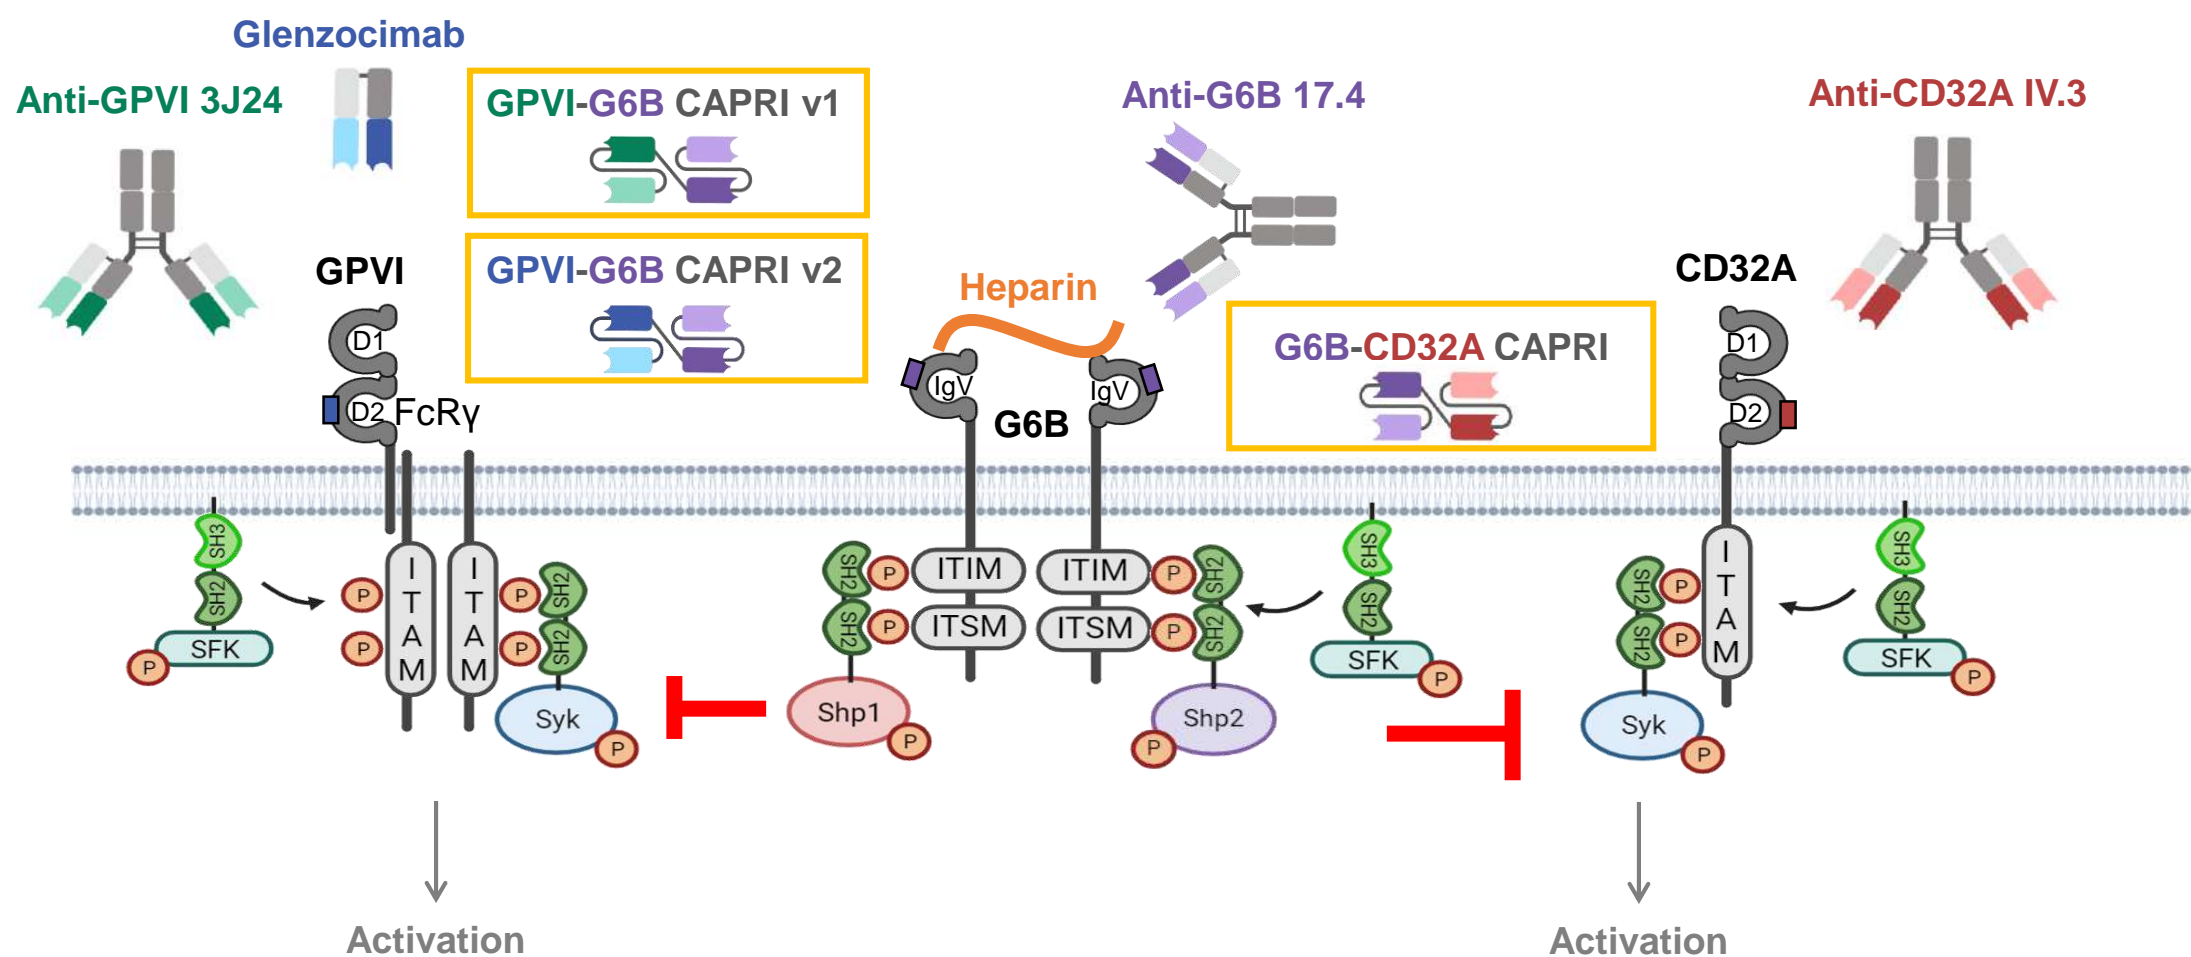 Glenzocimab
Anti-GPVI 3J24
GPVI-G6B CAPRI v1
GPVI-G6B CAPRI v2
Anti-G6B 17.4
Anti-CD32A IV.3
GPVI
D1
D2
FcRγ
Heparin
IgV
IgV
G6B
G6B-CD32A CAPRI
CD32A
D1
D2
SH3
SH2
SFK
P
P
P
ITAM
ITAM
P
P
SH2
SH2
Syk
P
SH2
SH2
P
P
ITIM
ITSM
Shp1
P
ITIM
ITSM
P
P
SH2
SH2
Shp2
P
SH3
SH2
SFK
P
SH2
SH2
P
P
ITAM
Syk
P
SH3
SH2
SFK
P
Activation
Activation